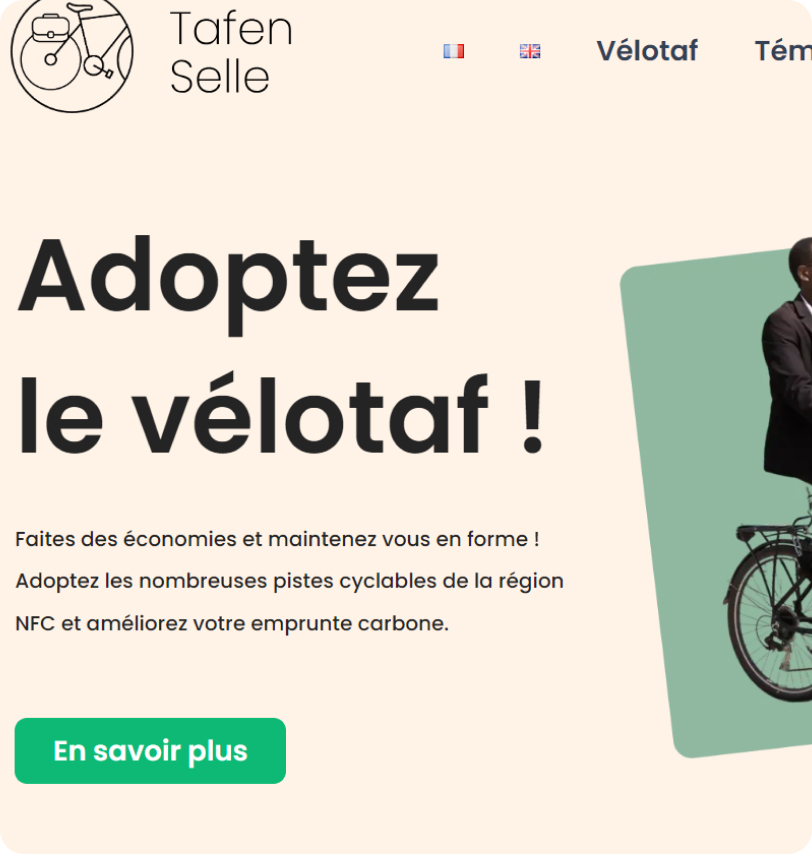 Tafen
Selle
Vélotaf
Adoptez
le vélotaf !
Faites des économies et maintenez vous en forme !
Adoptez les nombreuses pistes cyclables de la région
NFC et améliorez votre emprunte carbone.
En savoir plus